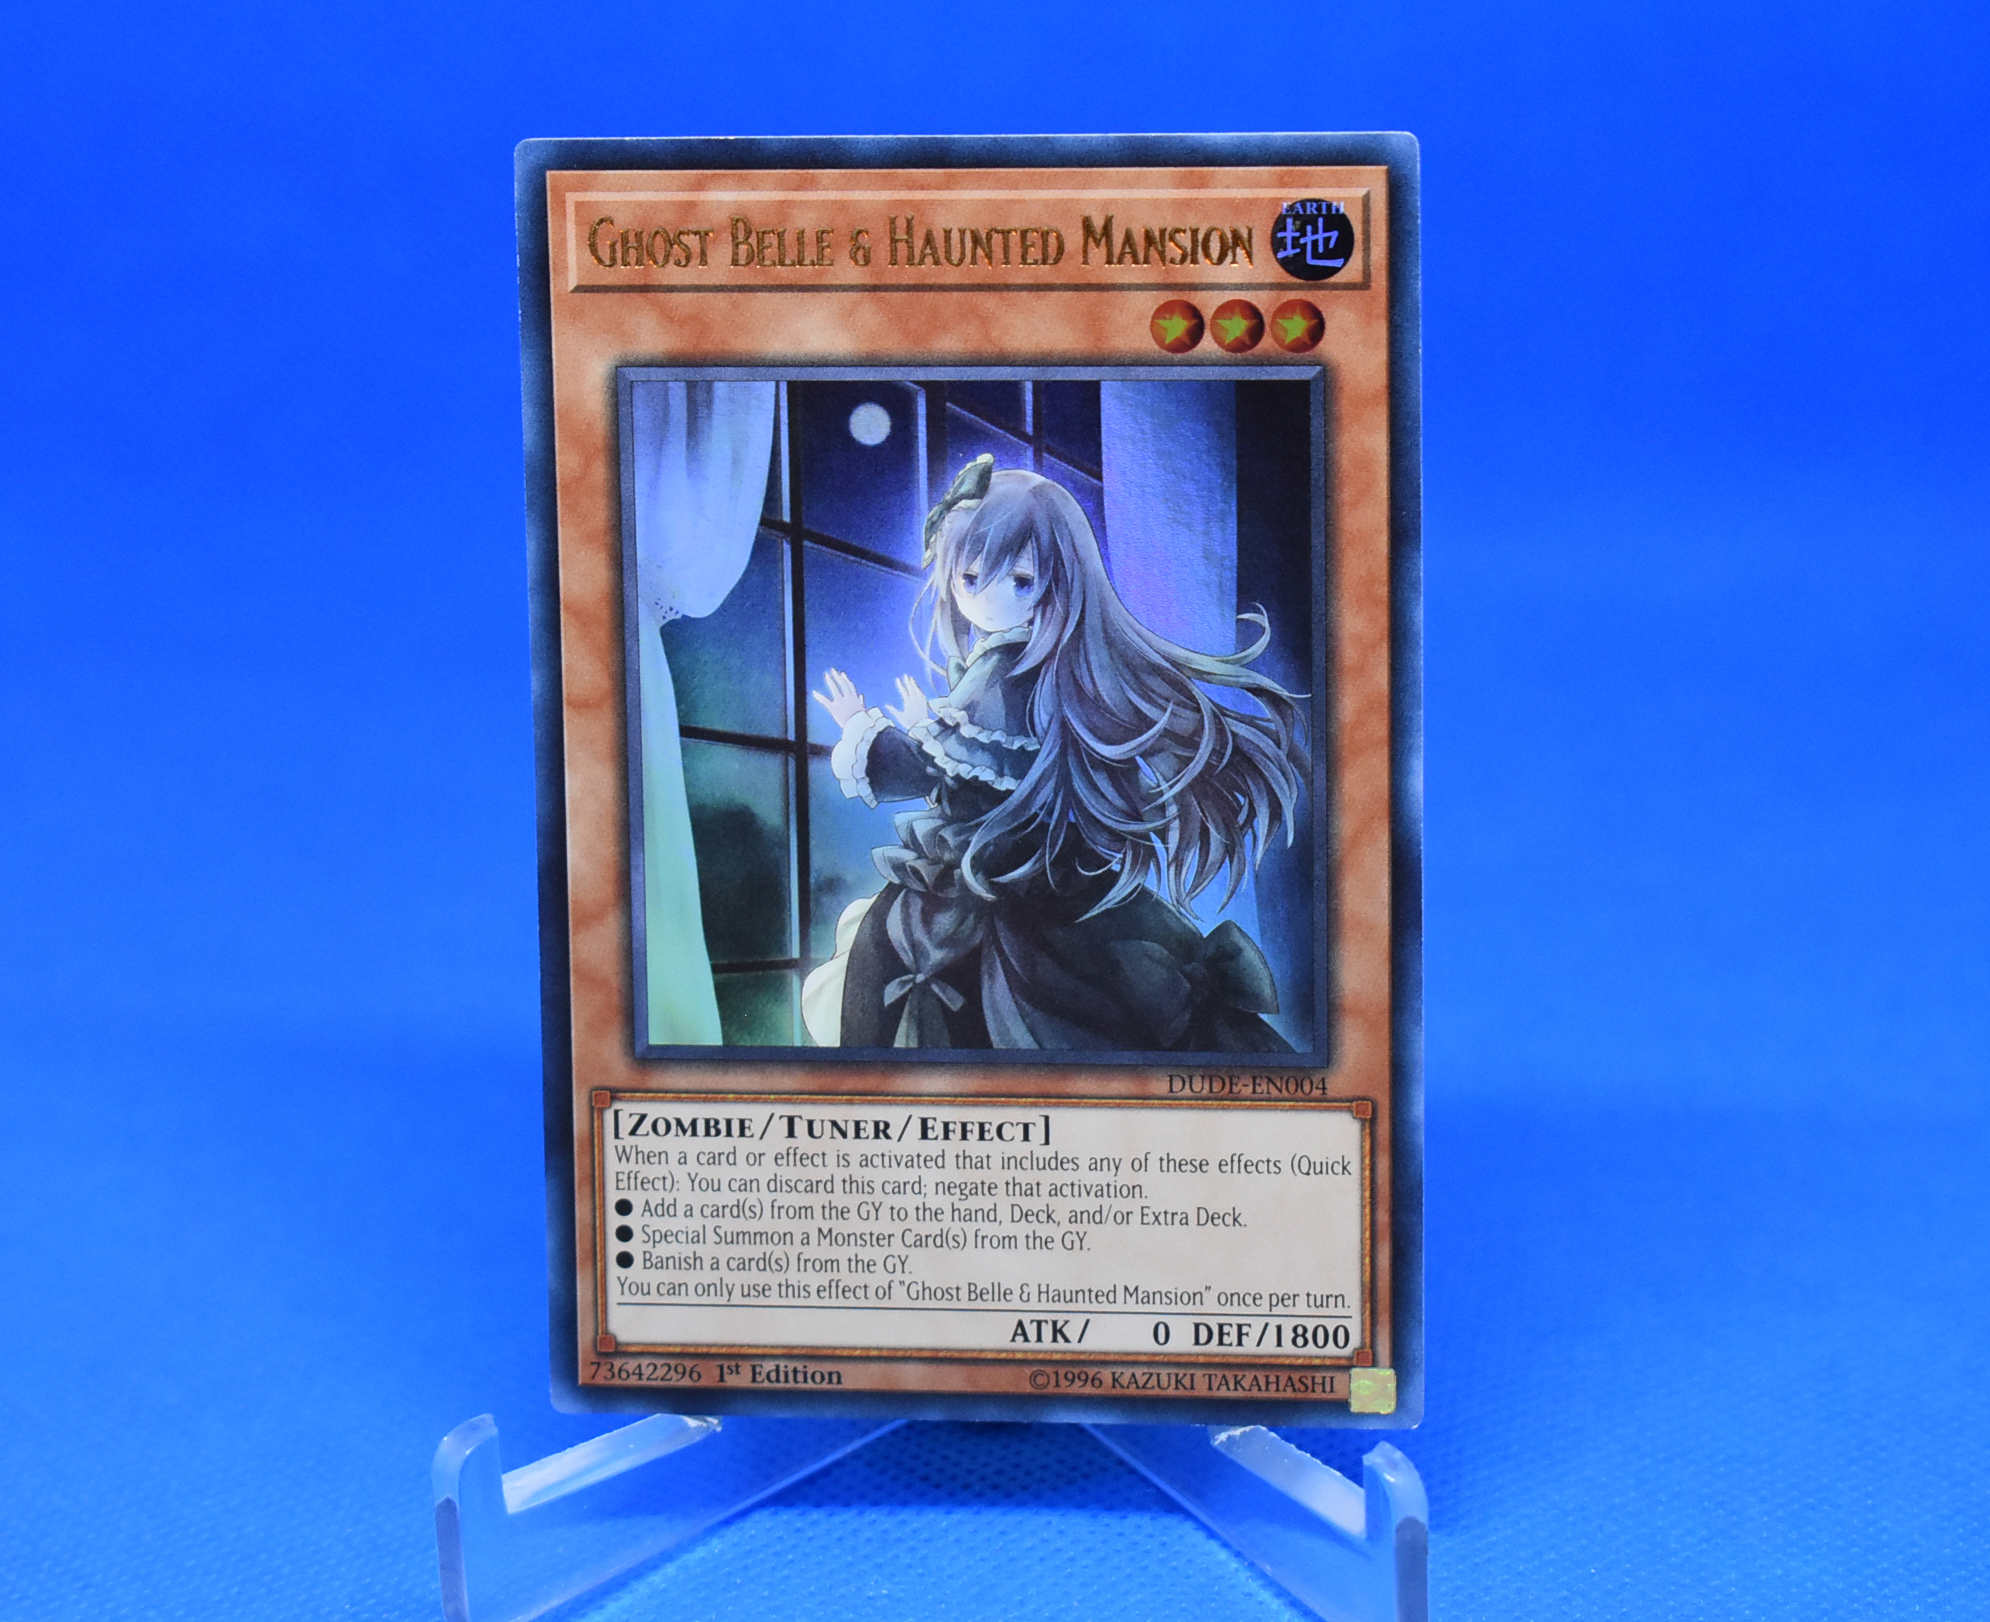 GHOST BELLE & HAUNTED MANSION
EARTH
地
DUDE-EN004
[ZOMBIE/TUNER/EFFECT]
When a card or effect is activated that includes any of these effects (Quick
Effect): You can discard this card; negate that activation.
● Add a card(s) from the GY to the hand, Deck, and/or Extra Deck.
● Special Summon a Monster Card(s) from the GY.
● Banish a card(s) from the GY.
You can only use this effect of "Ghost Belle & Haunted Mansion" once per turn.
ATK/ 0 DEF/1800
73642296 1st Edition ©1996 KAZUKI TAKAHASHI